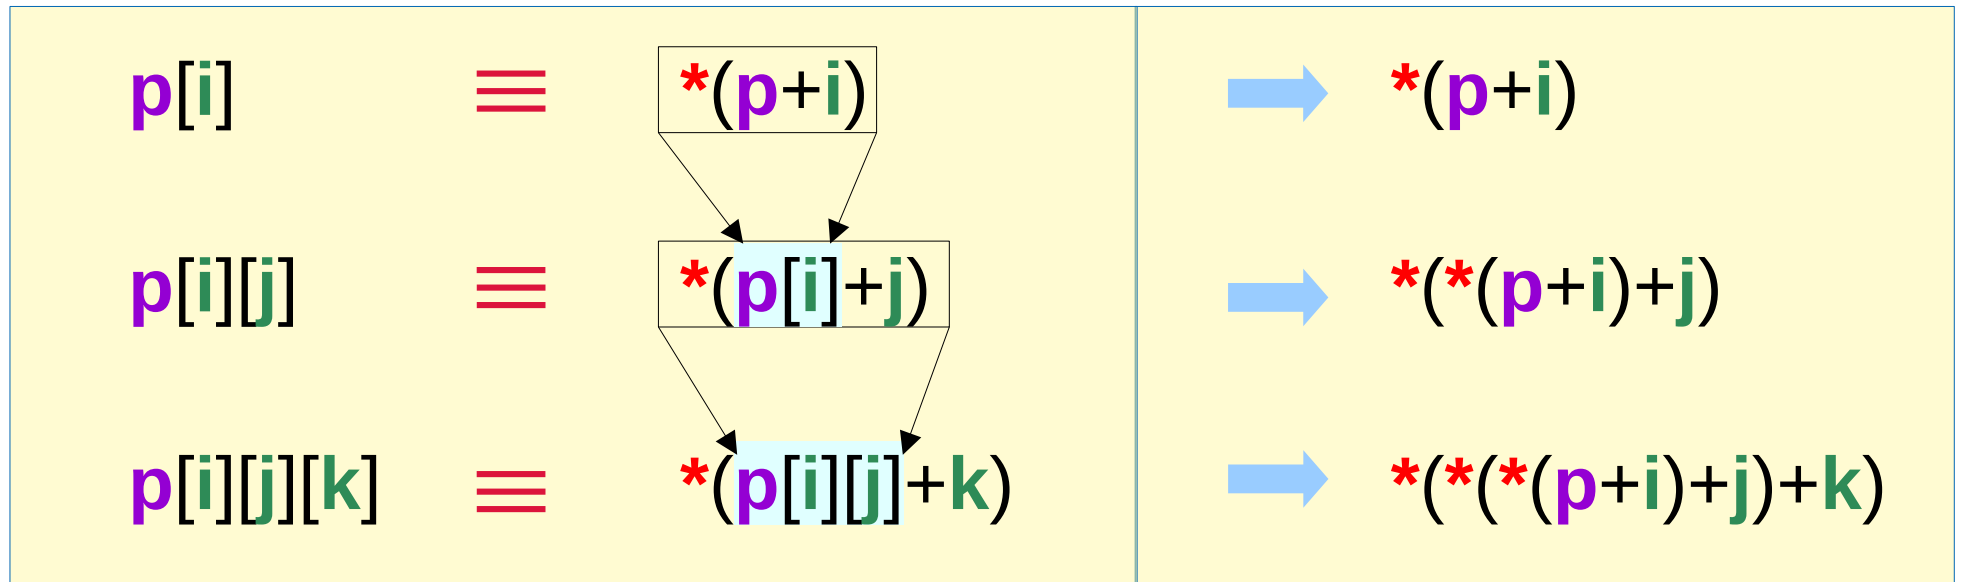 p[i] ≡ *(p+i) *(p+i)
p[i][j] ≡ *(p[i]+j) *(*(p+i)+j)
p[i][j][k] ≡ *(p[i][j]+k) *(*(*(p+i)+j)+k)